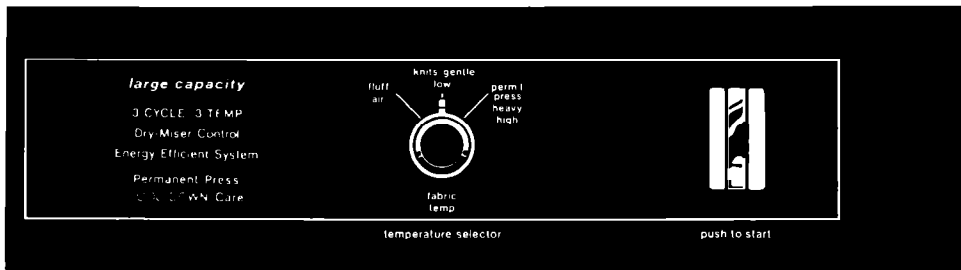 large capacity
3 CYCLE 3 TEMP
Dry-Miser Control
Energy Efficient System
Permanent Press
Care
fluff
air
knits gentle
low
perm'l
press
heavy
high
fabric
temp
temperature selector
push to start